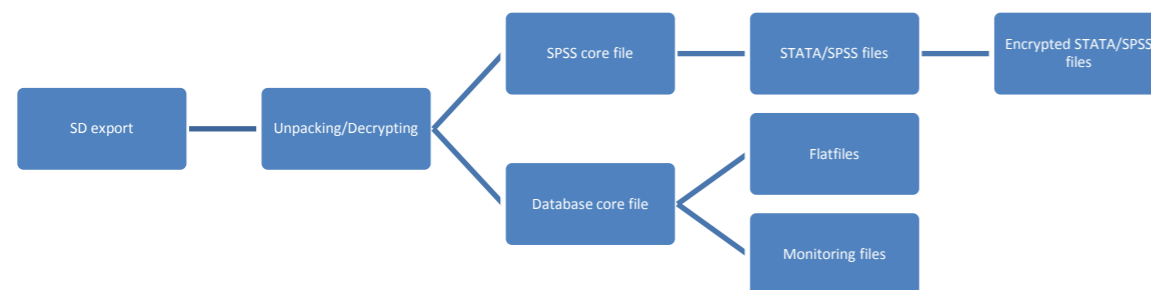 SPSS core file
STATA/SPSS files
Encrypted STATA/SPSS
files
SD export
Unpacking/Decrypting
Flatfiles
Database core file
Monitoring files